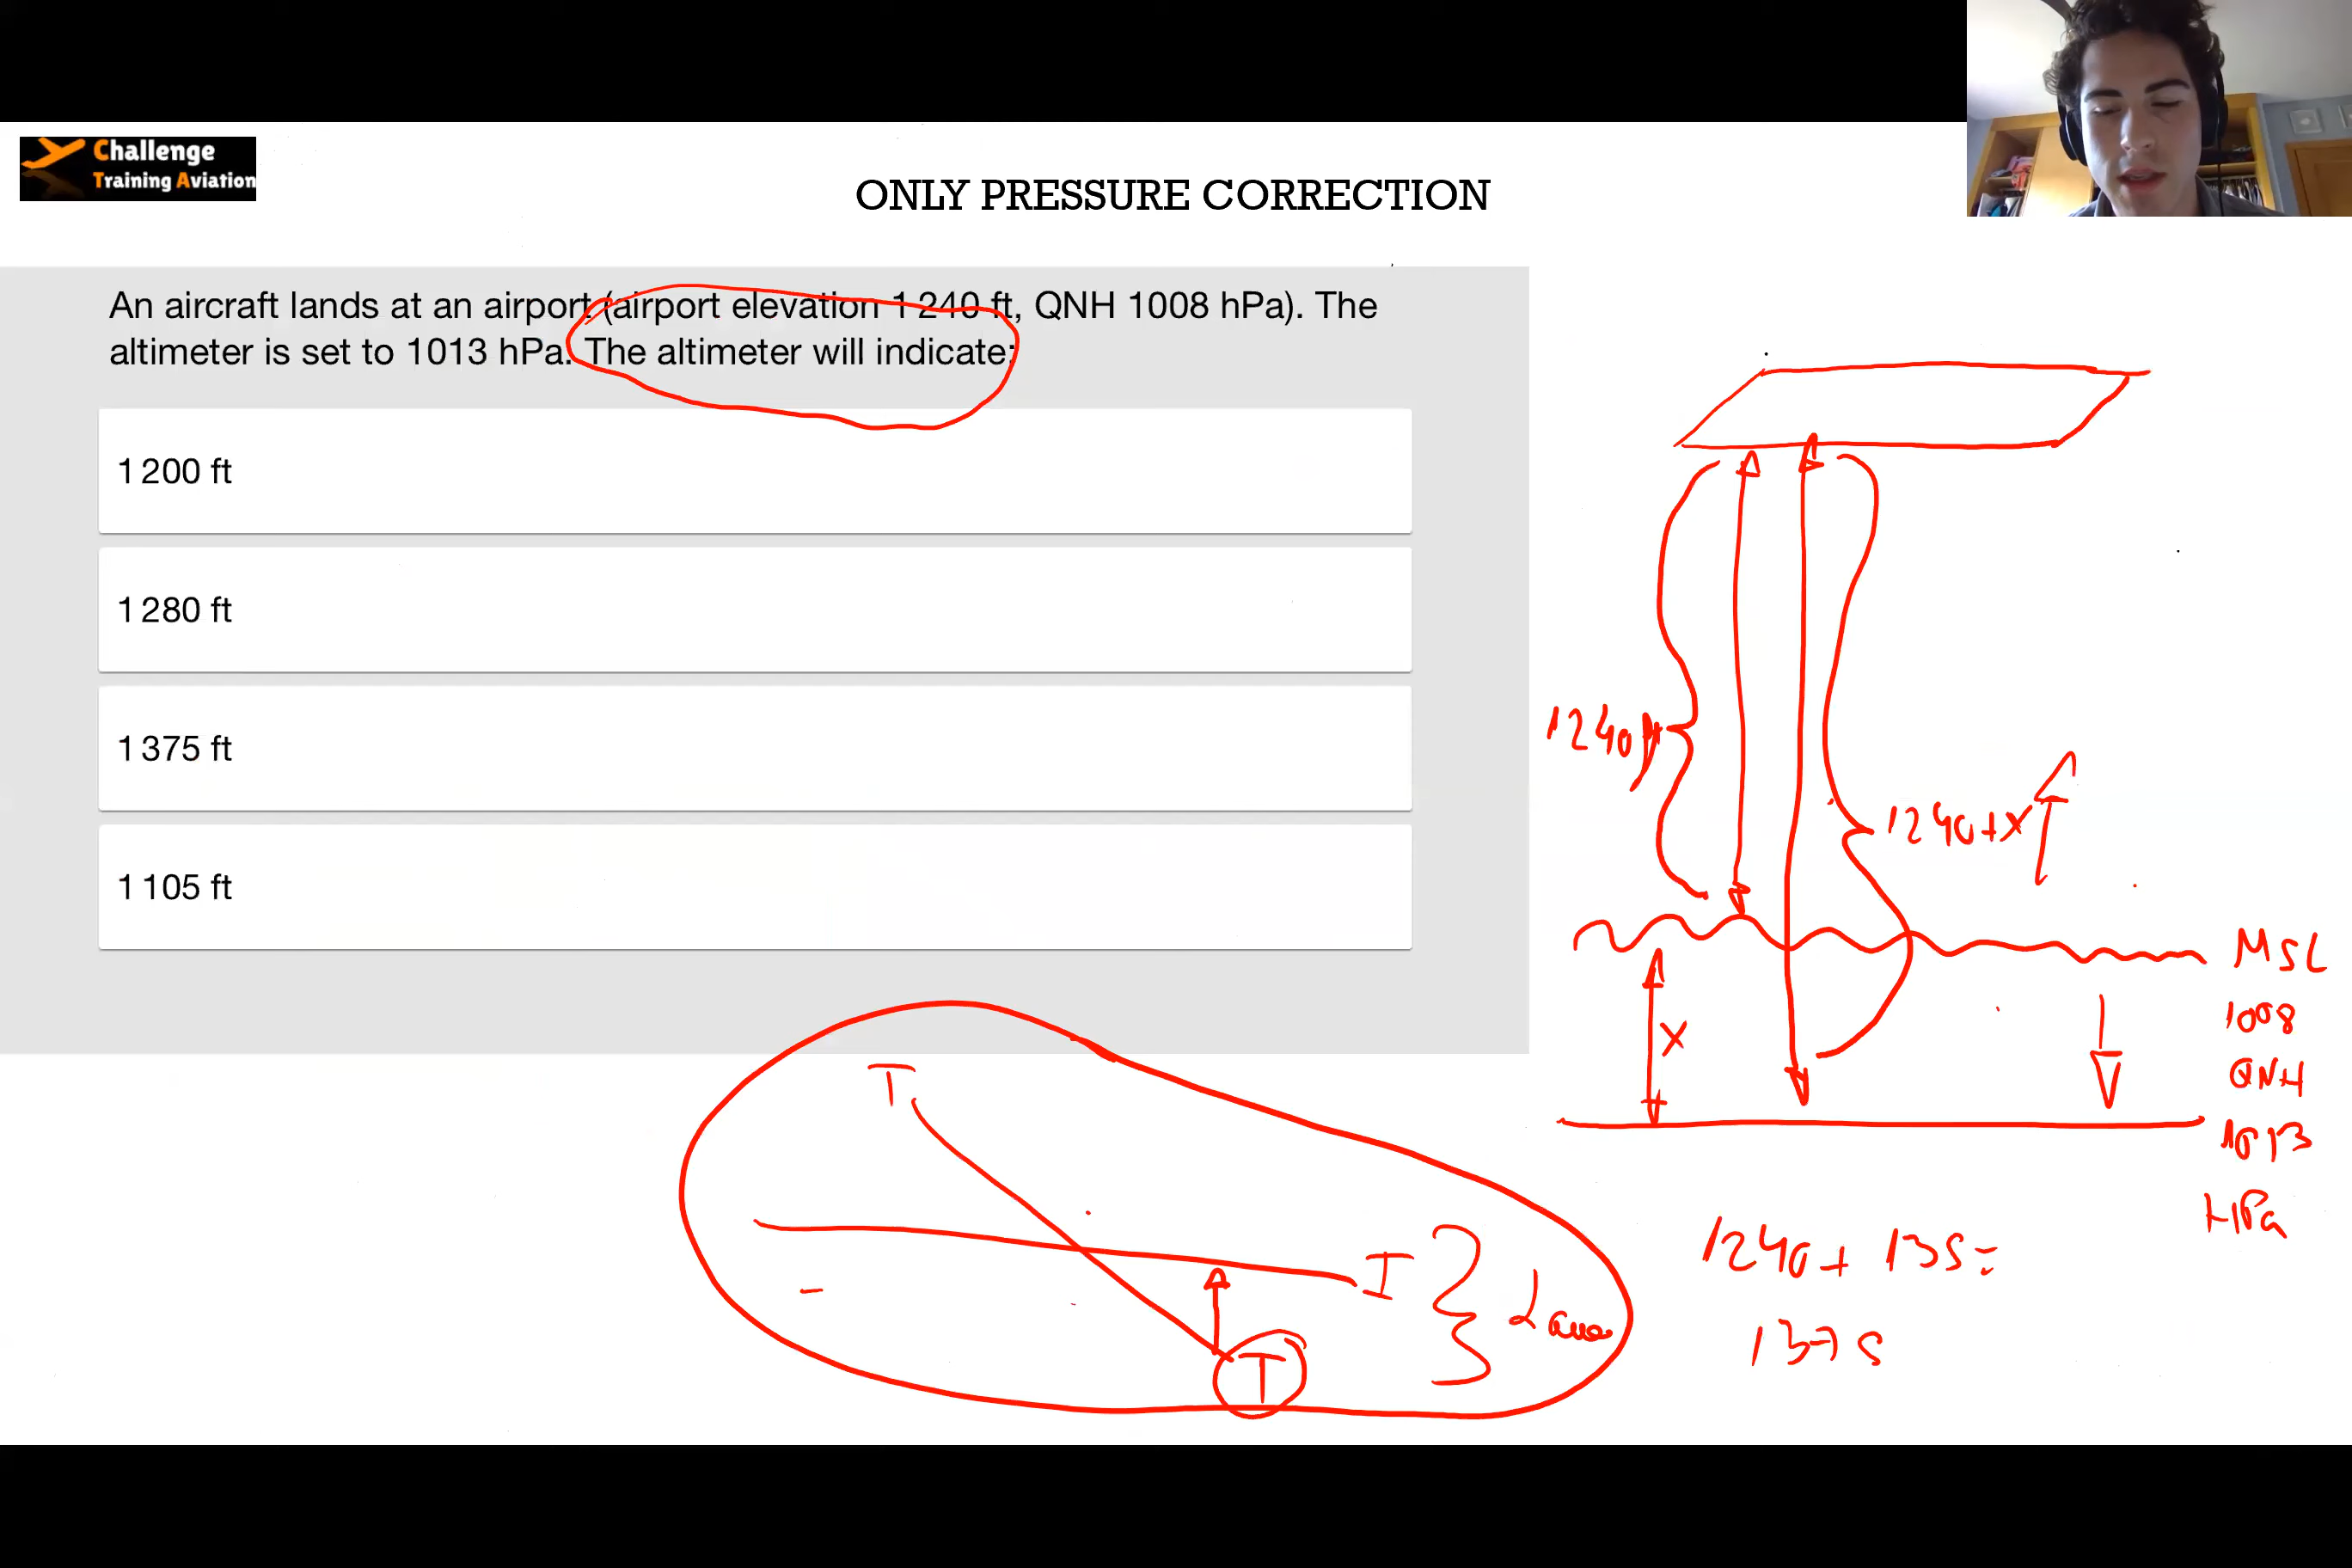 Challenge
Training Aviation
ONLY PRESSURE CORRECTION
An aircraft lands at an airport (airport elevation 1 240 ft, QNH 1008 hPa). The
altimeter is set to 1013 hPa. The altimeter will indicate:
1 200 ft
1 280 ft
1 375 ft
1 105 ft
1240 ft
1240+X
MSL
1008
QNH
1013
HPa
X
1240 + 135=
1375
T
I
T